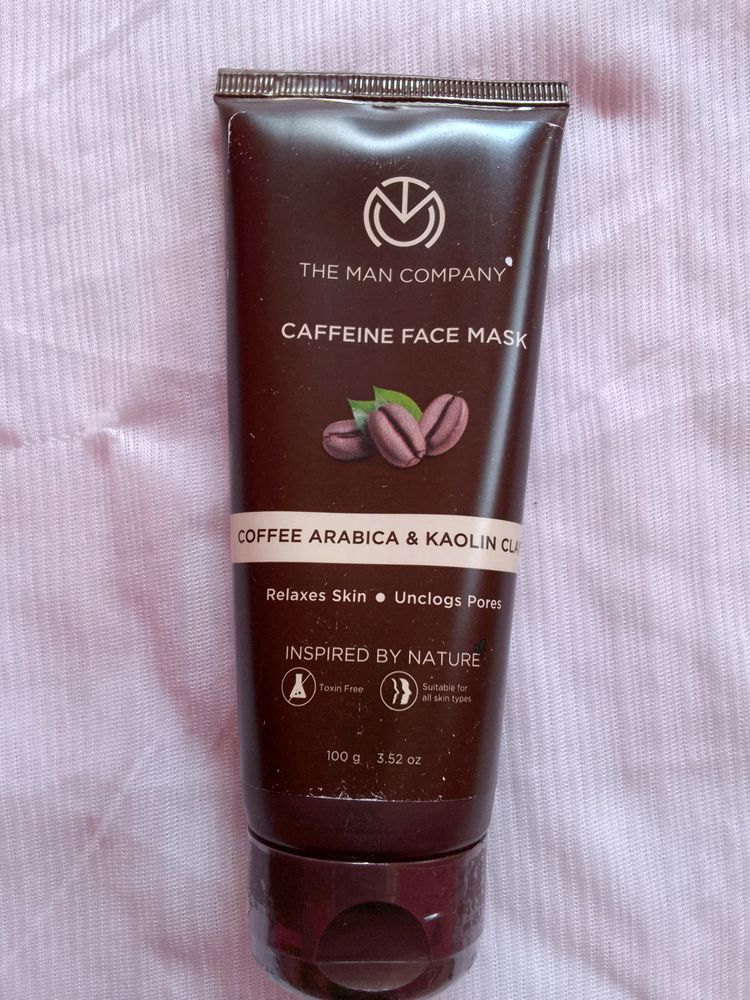 THE MAN COMPANY
CAFFEINE FACE MASK
COFFEE ARABICA & KAOLIN CLAY
Relaxes Skin ● Unclogs Pores
INSPIRED BY NATURE
Toxin Free
Suitable for
all skin types
100 g 3.52 oz